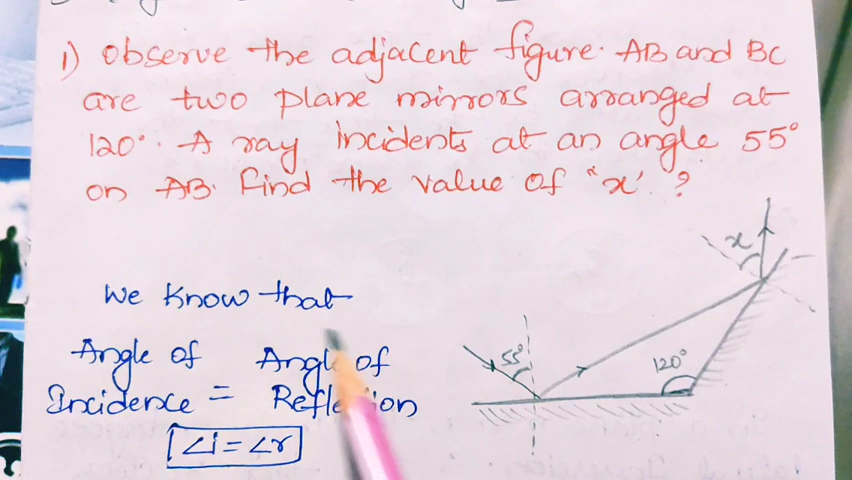 1) Observe the adjacent figure. AB and BC
are two plane mirrors arranged at
120°. A ray incidents at an angle 55°
on AB. Find the value of "x' ?
x
We know that
55°
120°
Angle of Angle of
Incidence = Reflection
∠i = ∠r